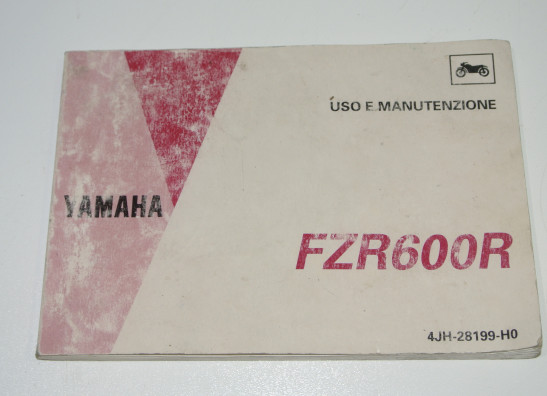 USO E MANUTENZIONE
YAMAHA
FZR600R
4JH-28199-H0